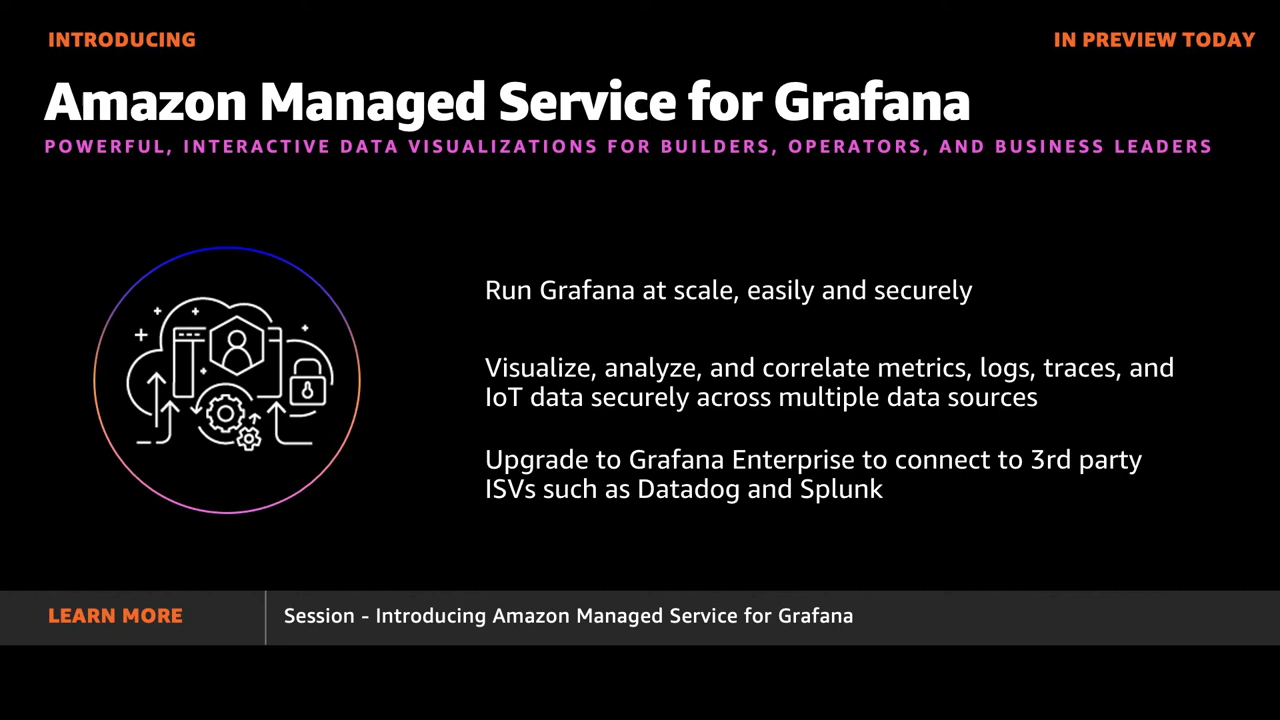 INTRODUCING
IN PREVIEW TODAY
Amazon Managed Service for Grafana
POWERFUL, INTERACTIVE DATA VISUALIZATIONS FOR BUILDERS, OPERATORS, AND BUSINESS LEADERS
Run Grafana at scale, easily and securely
Visualize, analyze, and correlate metrics, logs, traces, and
IoT data securely across multiple data sources
Upgrade to Grafana Enterprise to connect to 3rd party
ISVs such as Datadog and Splunk
LEARN MORE
Session - Introducing Amazon Managed Service for Grafana